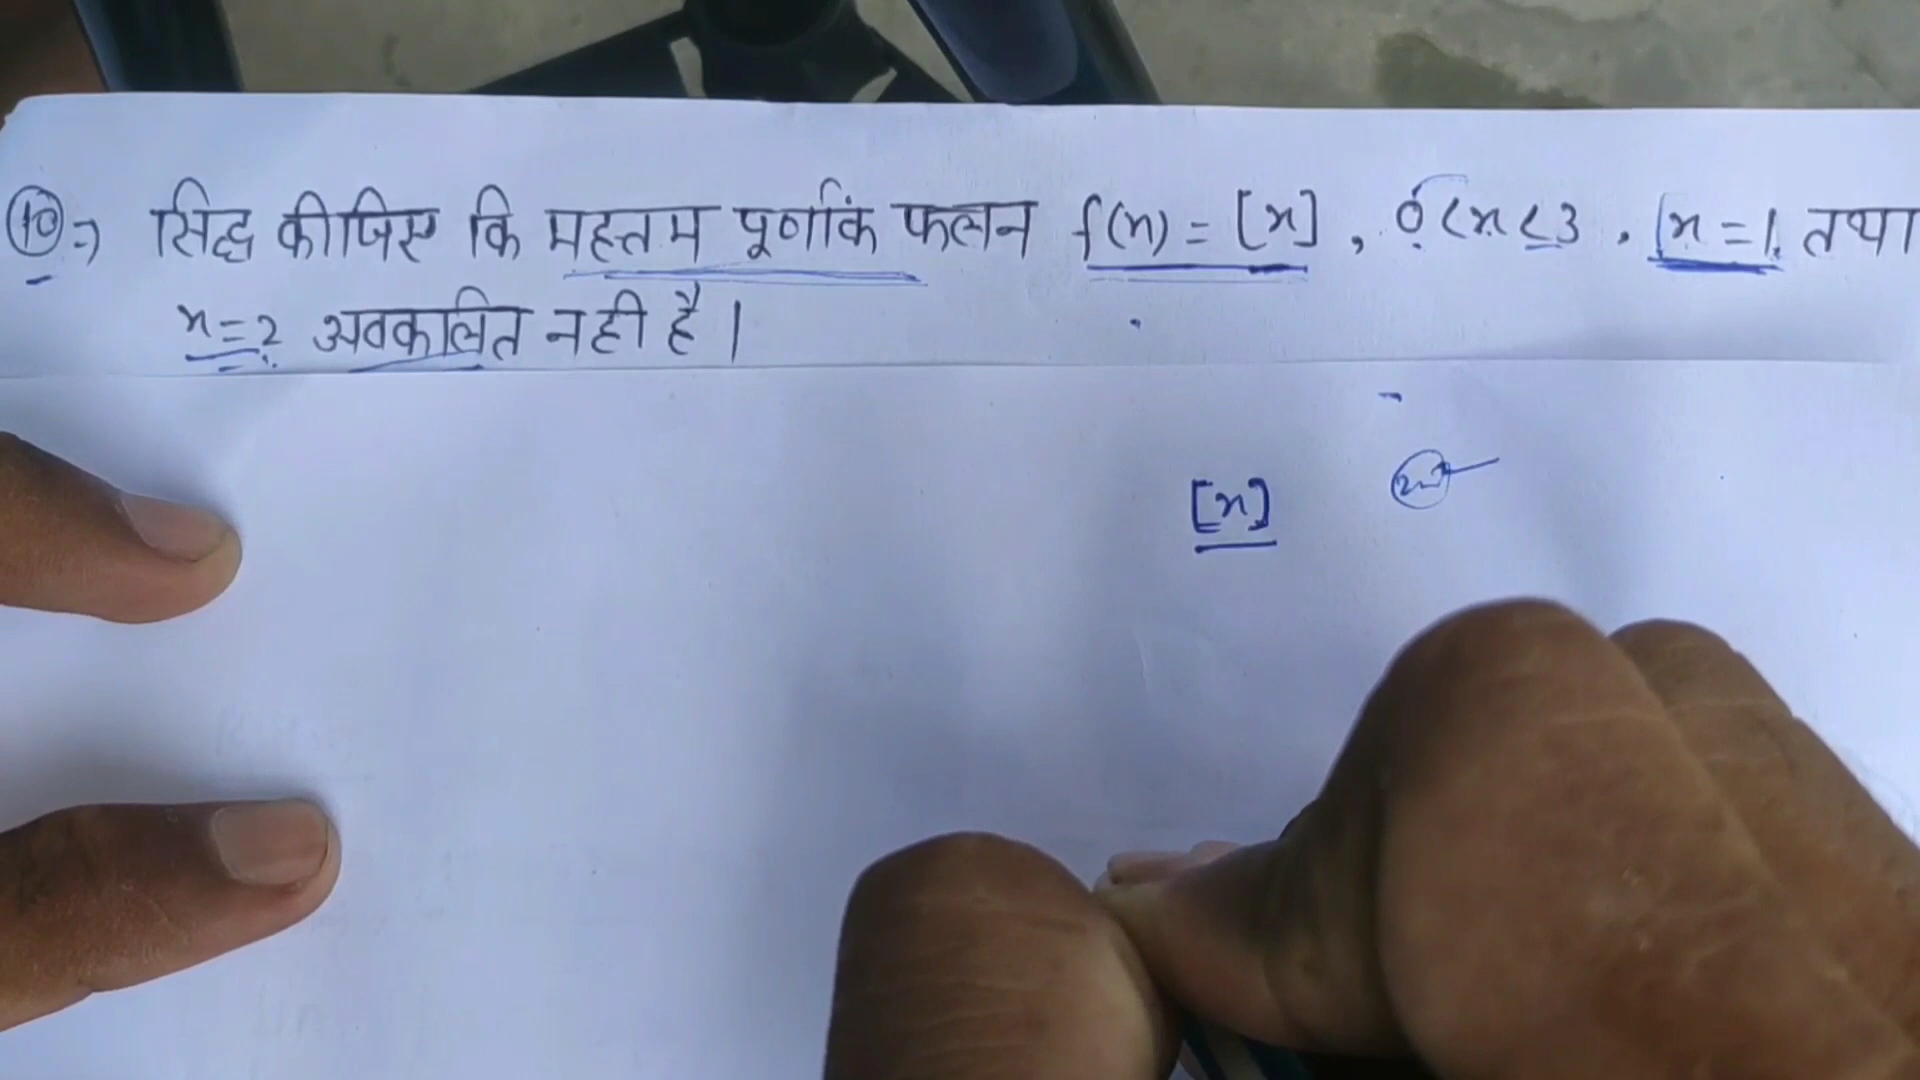 10 ⇒ सिद्ध कीजिए कि महत्तम पूर्णांक फलन f(x) = [x], 0 < x < 3, x = 1 तथा
x = 2 अवकलित नही है ।
[x]